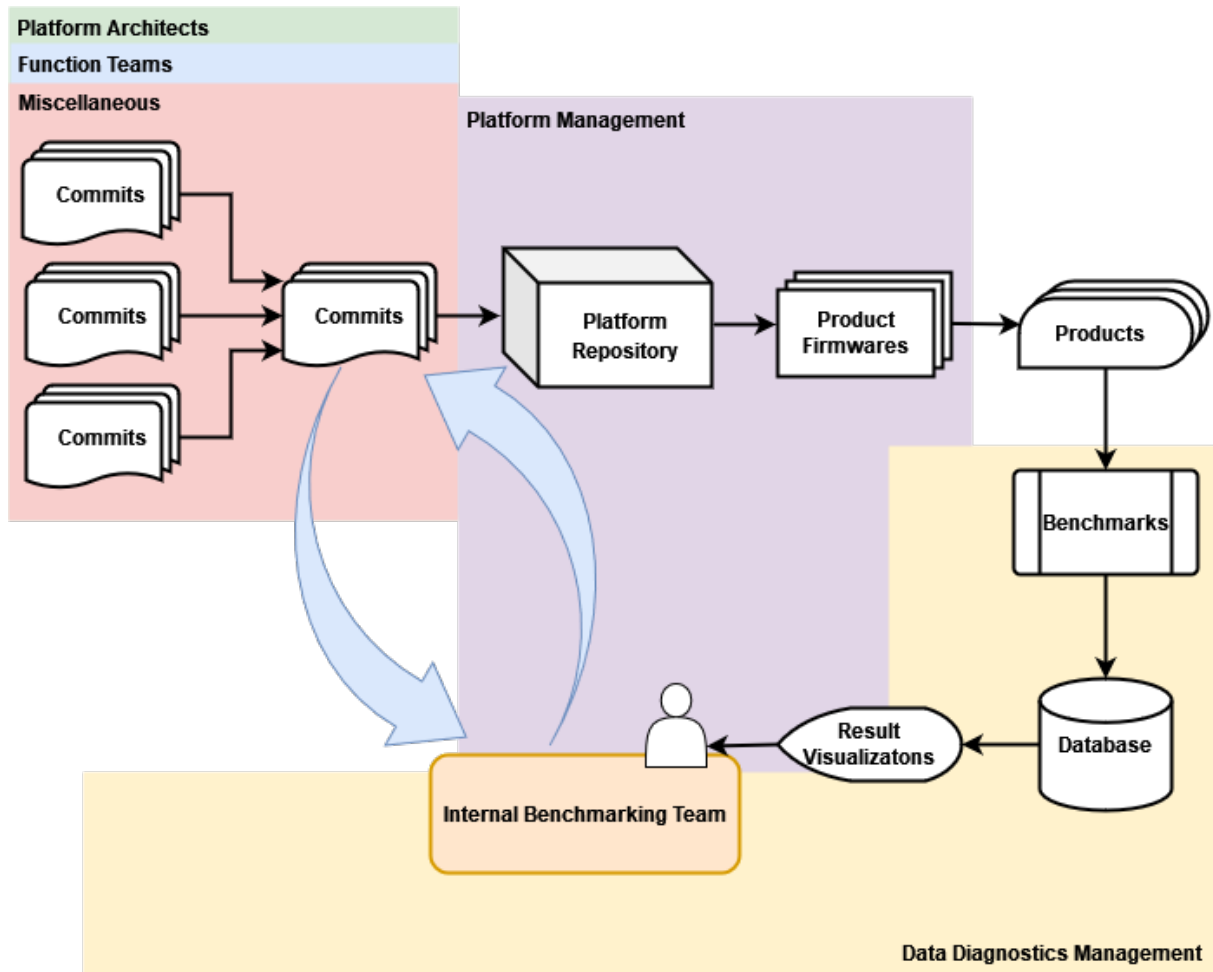 Platform Architects
Function Teams
Miscellaneous
Platform Management
Commits
Commits
Commits
Commits
Platform
Repository
Product
Firmwares
Products
Benchmarks
Database
Result
Visualizatons
Internal Benchmarking Team
Data Diagnostics Management